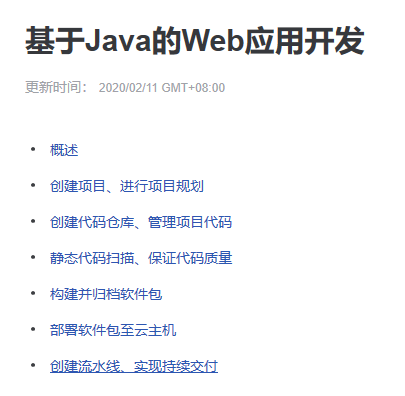 基于Java的Web应用开发
更新时间： 2020/02/11 GMT+08:00
• 概述
• 创建项目、进行项目规划
• 创建代码仓库、管理项目代码
• 静态代码扫描、保证代码质量
• 构建并归档软件包
• 部署软件包至云主机
• 创建流水线、实现持续交付